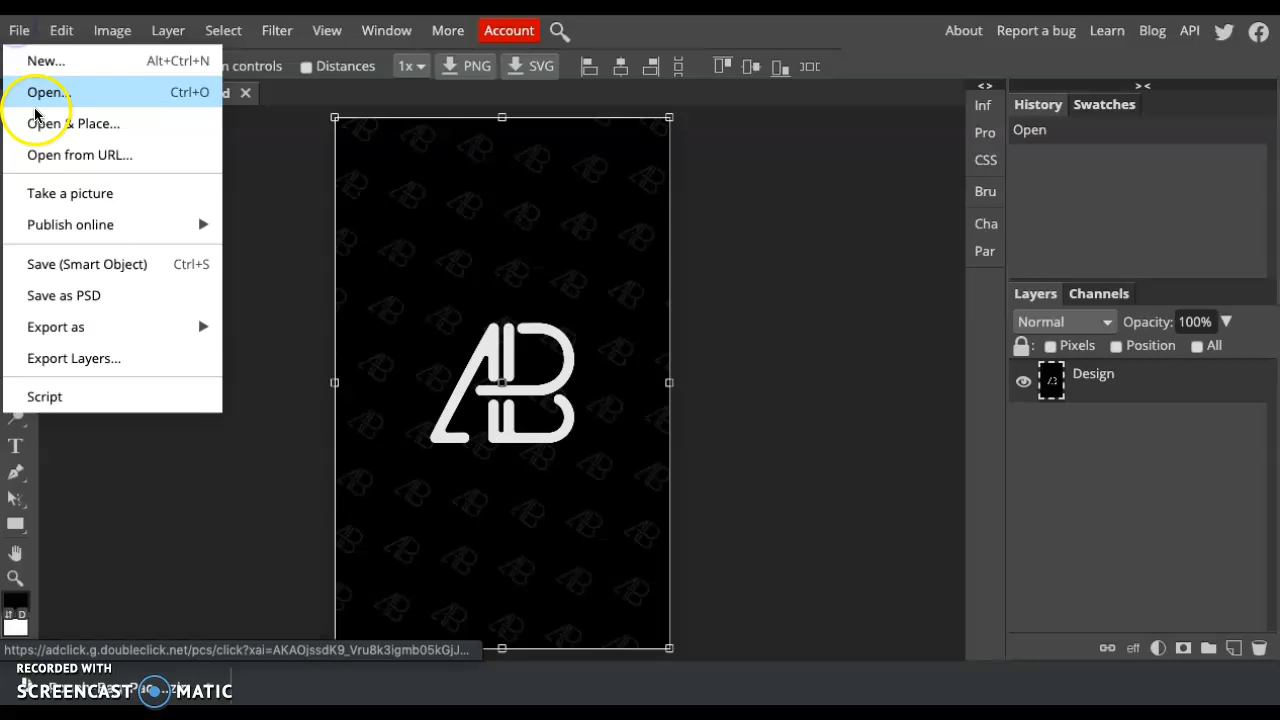 File Edit Image Layer Select Filter View Window More Account About Report a bug Learn Blog API
New... Alt+Ctrl+N
controls Distances 1x PNG SVG
Open... Ctrl+O
Open & Place...
Open from URL...
Take a picture
Publish online
Save (Smart Object) Ctrl+S
Save as PSD
Export as
Export Layers...
Script
Inf
Pro
CSS
Bru
Cha
Par
History Swatches
Open
Layers Channels
Normal Opacity: 100%
: Pixels Position All
Design
AB
T
D
eff
https://adclick.g.doubleclick.net/pcs/click?xai=AKAOjssdK9_Vru8k3igmb05kGjJ...
RECORDED WITH
SCREENCAST MATIC